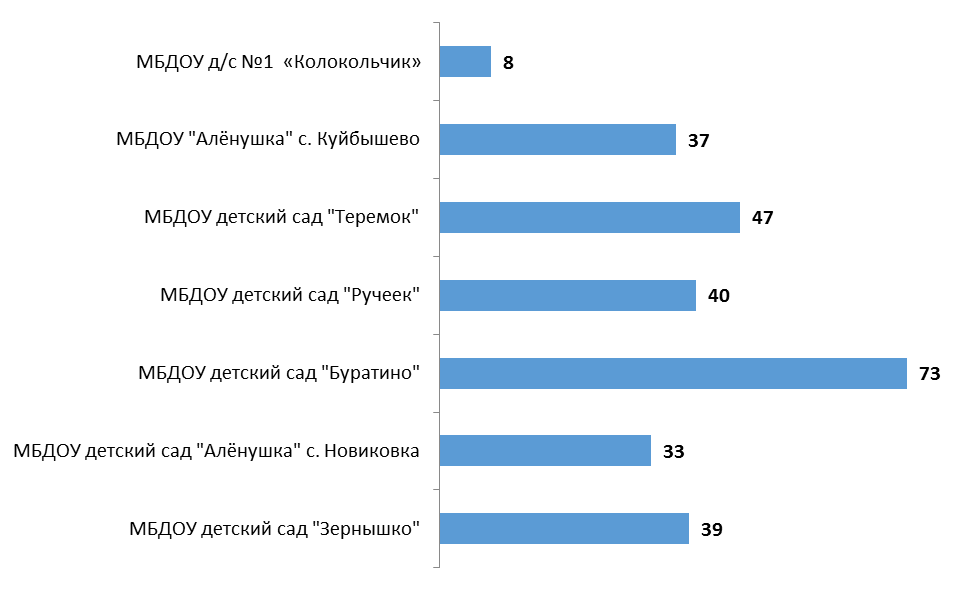 МБДОУ д/с №1  «Колокольчик» 8
МБДОУ "Алёнушка" с. Куйбышево 37
МБДОУ детский сад "Теремок" 47
МБДОУ детский сад "Ручеек" 40
МБДОУ детский сад "Буратино" 73
МБДОУ детский сад "Алёнушка" с. Новиковка 33
МБДОУ детский сад "Зернышко" 39